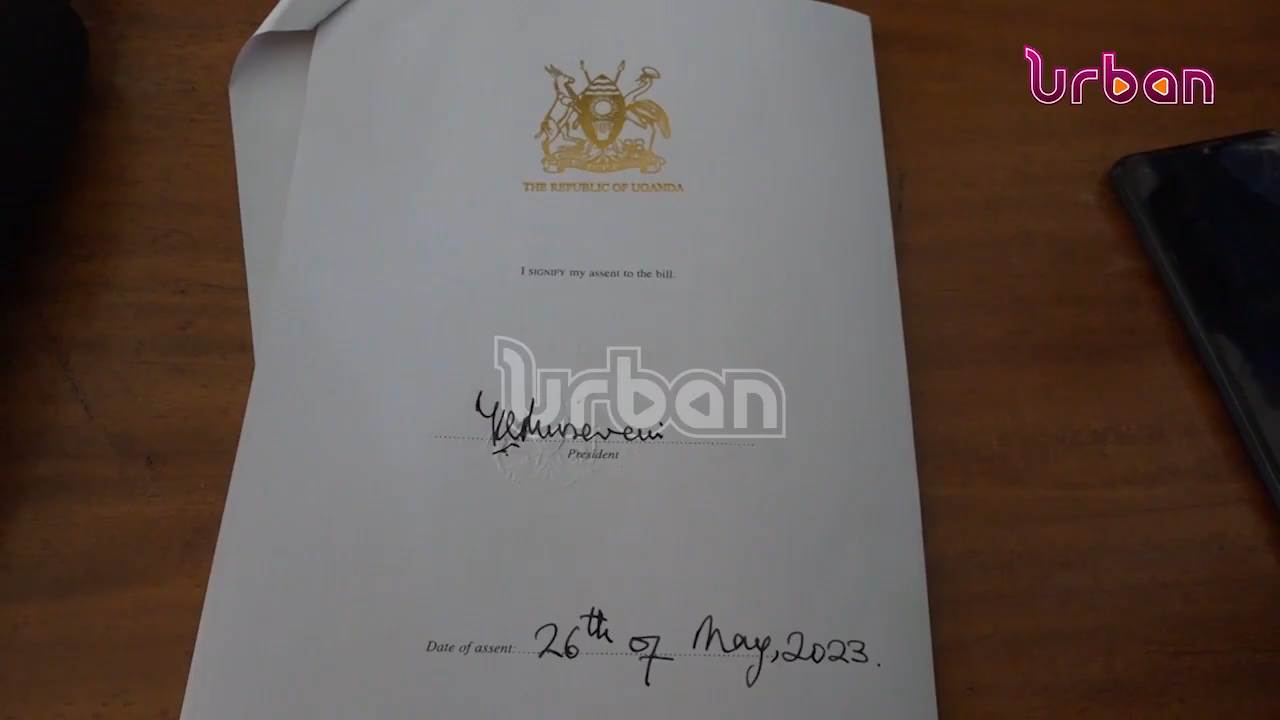 Urban
THE REPUBLIC OF UGANDA
I SIGNIFY my assent to the bill.
Urban
President
Date of assent: 26th of May, 2023.